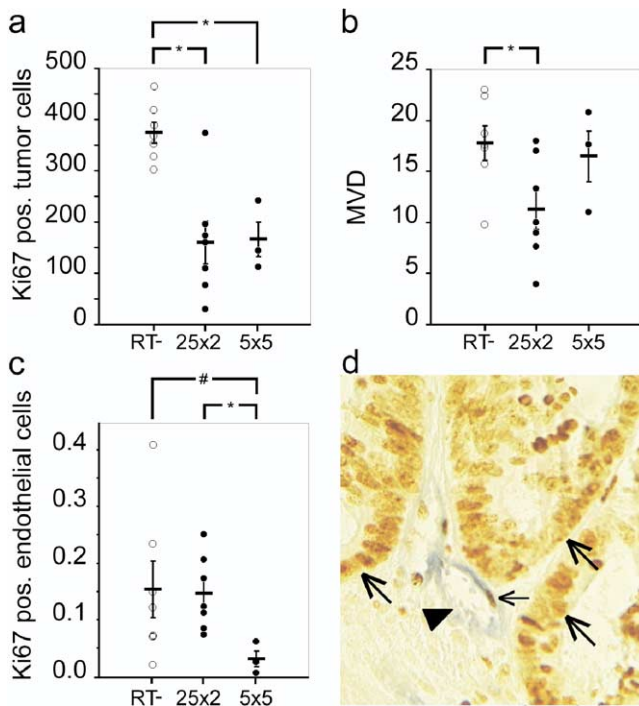 a
*
*
500
400
300
200
100
0
Ki67 pos. tumor cells
RT- 25x2 5x5
b
*
25
20
15
10
5
0
MVD
RT- 25x2 5x5
c
#
*
0.4
0.3
0.2
0.1
0.0
Ki67 pos. endothelial cells
RT- 25x2 5x5
d